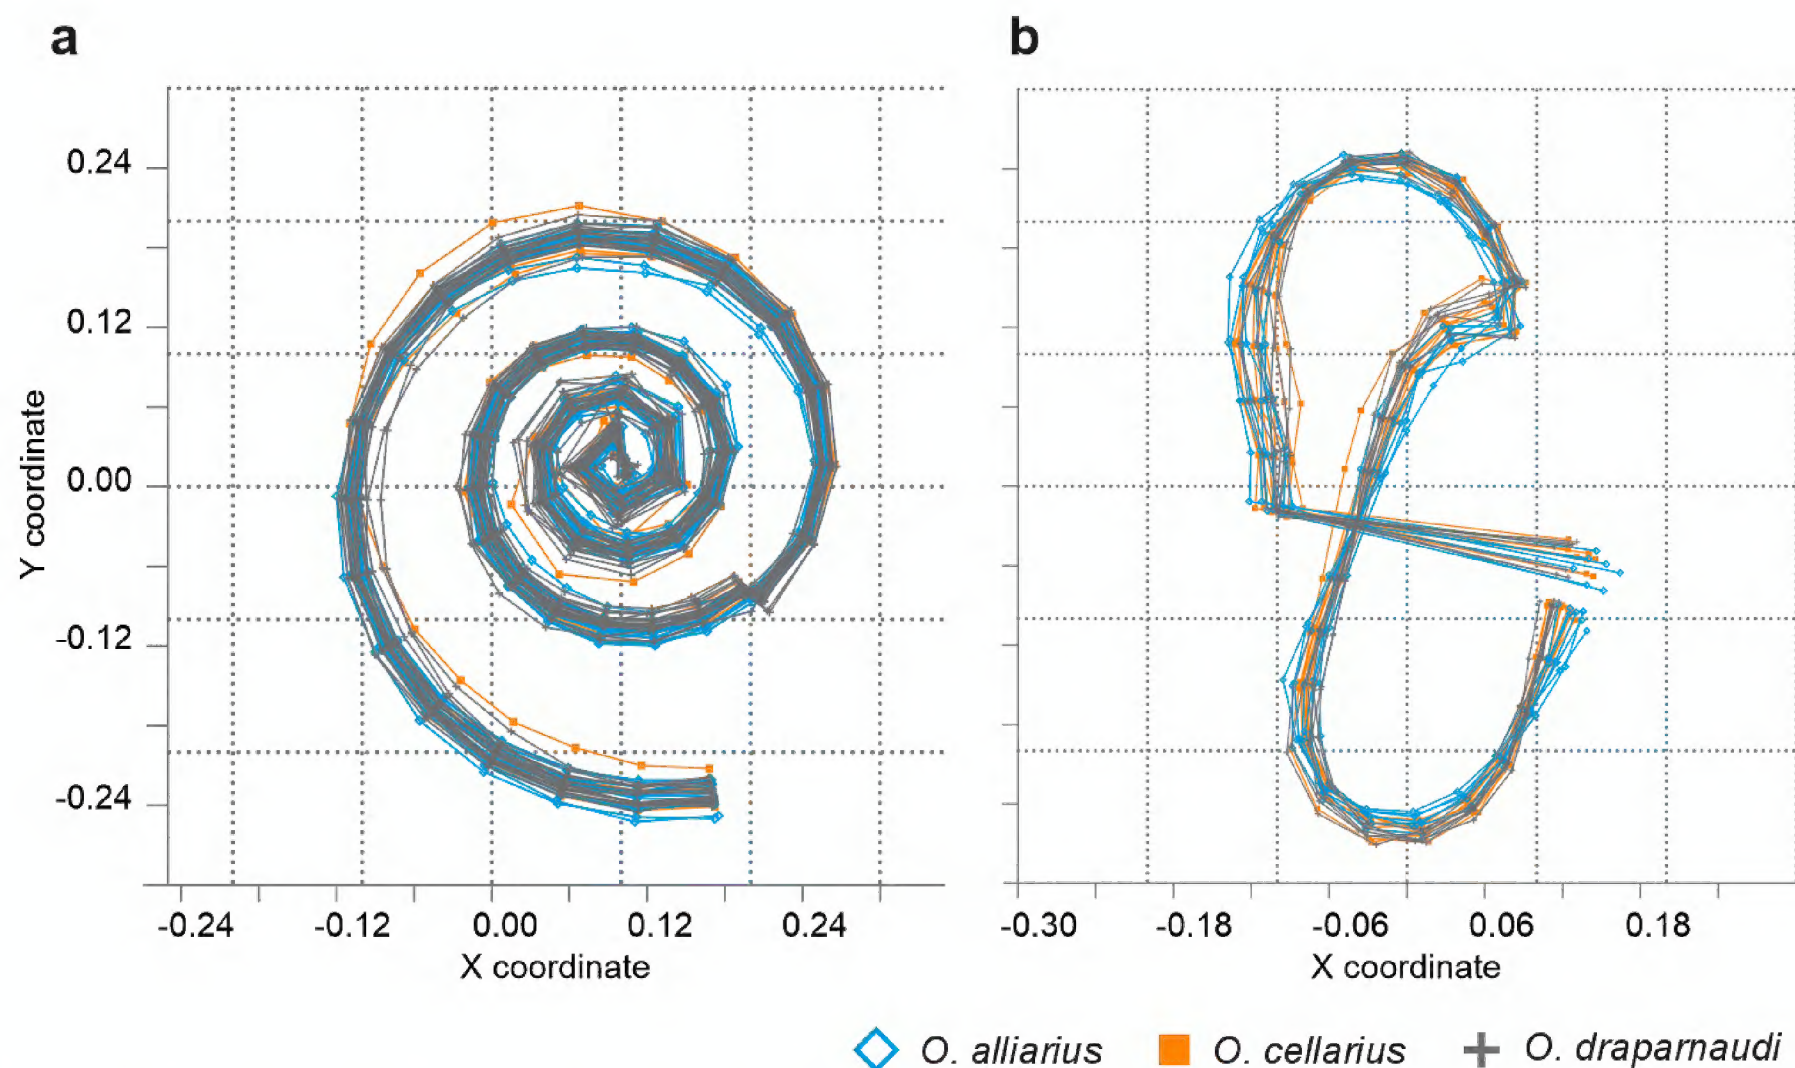 a
b
Y coordinate
0.24
0.12
0.00
-0.12
-0.24
-0.24 -0.12 0.00 0.12 0.24
X coordinate
-0.30 -0.18 -0.06 0.06 0.18
X coordinate
O. alliarius O. cellarius O. draparnaudi